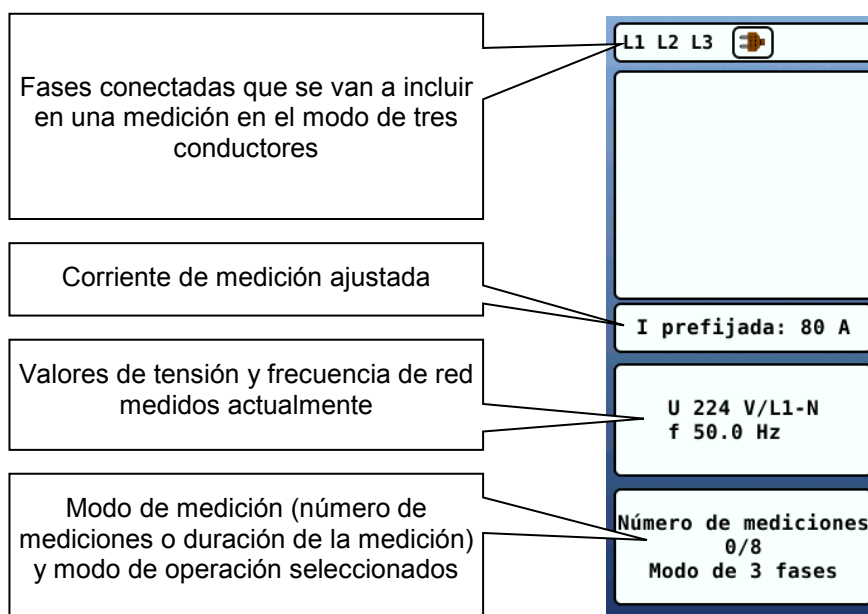 Fases conectadas que se van a incluir
en una medición en el modo de tres
conductores
L1 L2 L3
Corriente de medición ajustada
I prefijada: 80 A
Valores de tensión y frecuencia de red
medidos actualmente
U 224 V/L1-N
f 50.0 Hz
Modo de medición (número de
mediciones o duración de la medición)
y modo de operación seleccionados
Número de mediciones
0/8
Modo de 3 fases